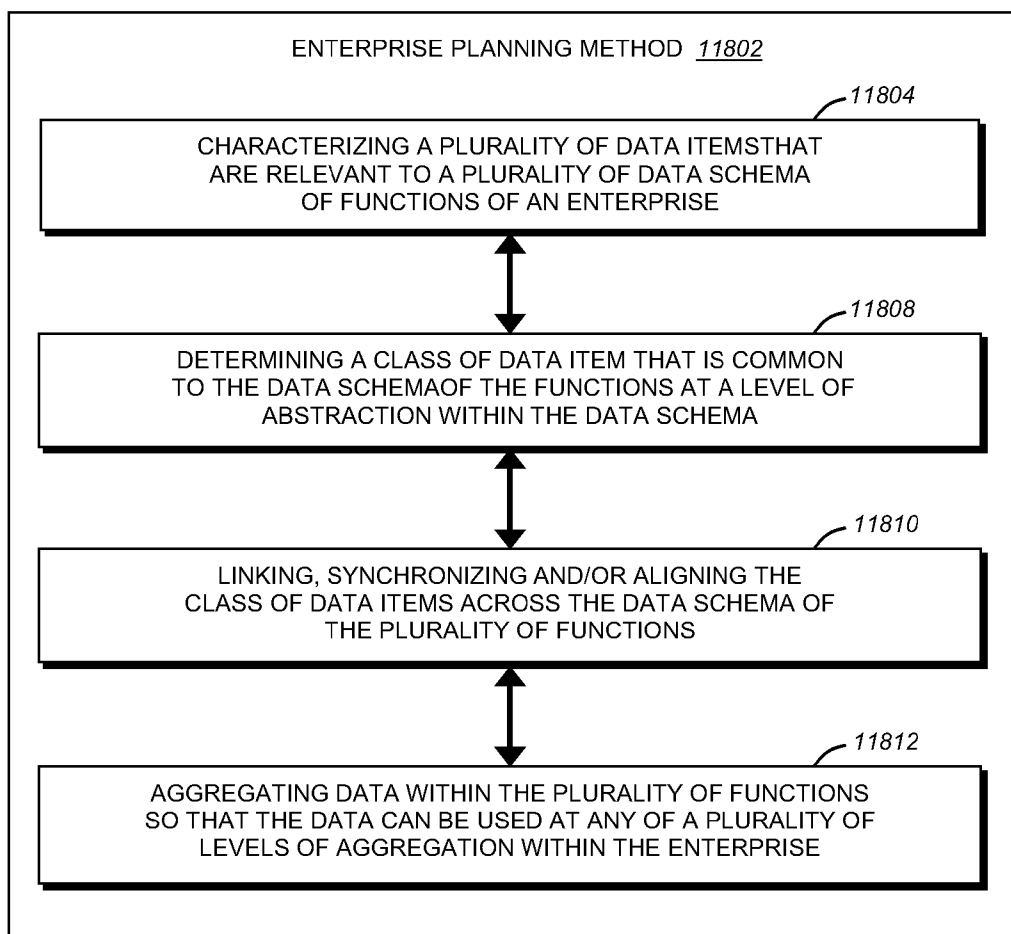 ENTERPRISE PLANNING METHOD 11802
11804
CHARACTERIZING A PLURALITY OF DATA ITEMSTHAT
ARE RELEVANT TO A PLURALITY OF DATA SCHEMA
OF FUNCTIONS OF AN ENTERPRISE
11808
DETERMINING A CLASS OF DATA ITEM THAT IS COMMON
TO THE DATA SCHEMAOF THE FUNCTIONS AT A LEVEL OF
ABSTRACTION WITHIN THE DATA SCHEMA
11810
LINKING, SYNCHRONIZING AND/OR ALIGNING THE
CLASS OF DATA ITEMS ACROSS THE DATA SCHEMA OF
THE PLURALITY OF FUNCTIONS
11812
AGGREGATING DATA WITHIN THE PLURALITY OF FUNCTIONS
SO THAT THE DATA CAN BE USED AT ANY OF A PLURALITY OF
LEVELS OF AGGREGATION WITHIN THE ENTERPRISE